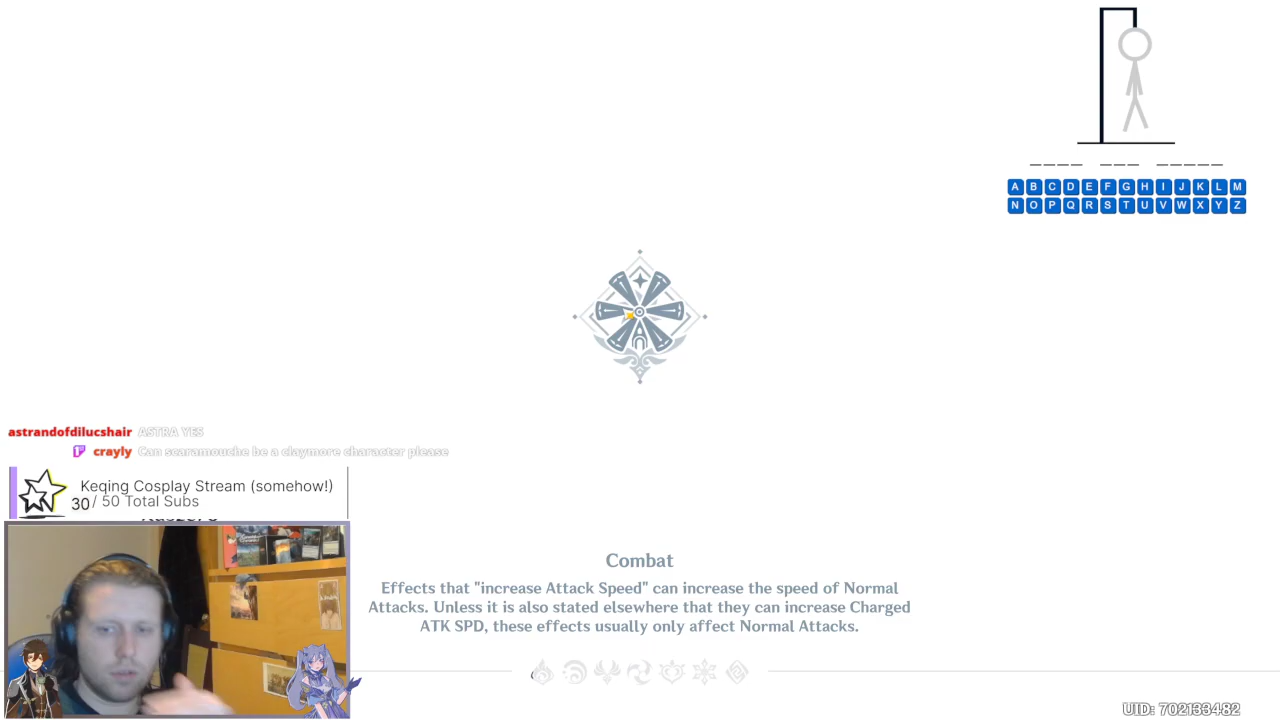 A B C D E F G H I J K L M
N O P Q R S T U V W X Y Z
astrandofdilucshair ASTRA YES
crayly Can scaramouche be a claymore character please
Keqing Cosplay Stream (somehow!)
30 / 50 Total Subs
Combat
Effects that "increase Attack Speed" can increase the speed of Normal
Attacks. Unless it is also stated elsewhere that they can increase Charged
ATK SPD, these effects usually only affect Normal Attacks.
UID: 702133482